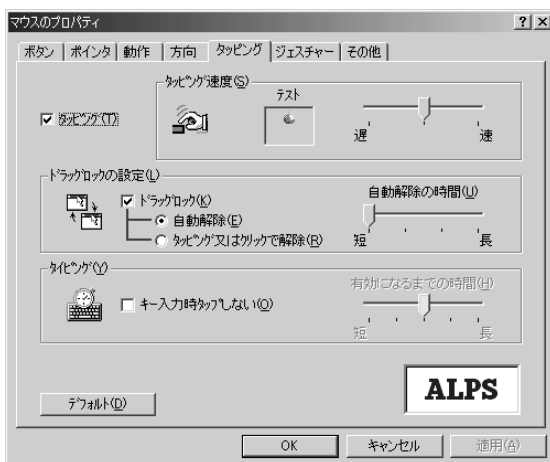 マウスのプロパティ
ボタン ポインタ 動作 方向 タッピング ジェスチャー その他
タッピング(T)
タッピング速度(S)
テスト
遅 速
ドラッグロックの設定(L)
ドラッグロック(K)
自動解除(E)
タッピング又はクリックで解除(R)
自動解除の時間(U)
短 長
タイピング(Y)
キー入力時タップしない(O)
有効になるまでの時間(H)
短 長
デフォルト(D)
ALPS
OK キャンセル 適用(A)